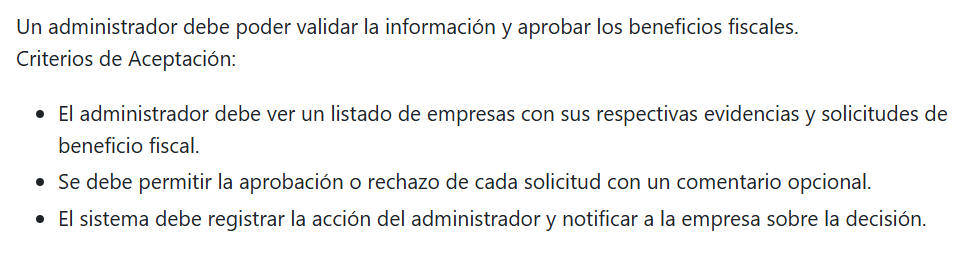 Un administrador debe poder validar la información y aprobar los beneficios fiscales.
Criterios de Aceptación:
• El administrador debe ver un listado de empresas con sus respectivas evidencias y solicitudes de
beneficio fiscal.
• Se debe permitir la aprobación o rechazo de cada solicitud con un comentario opcional.
• El sistema debe registrar la acción del administrador y notificar a la empresa sobre la decisión.